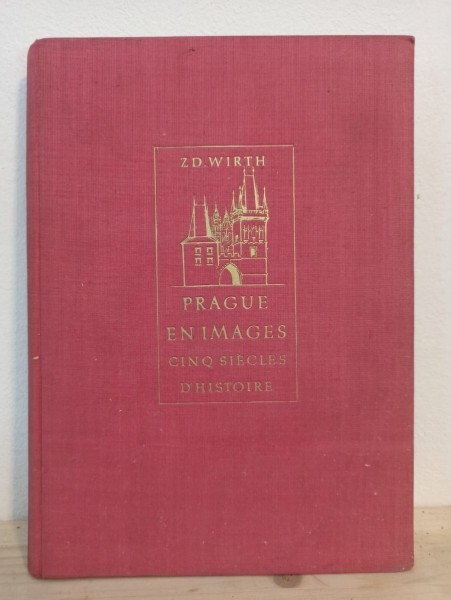 ZD. WIRTH
PRAGUE
EN IMAGES
CINQ SIÈCLES
D'HISTOIRE